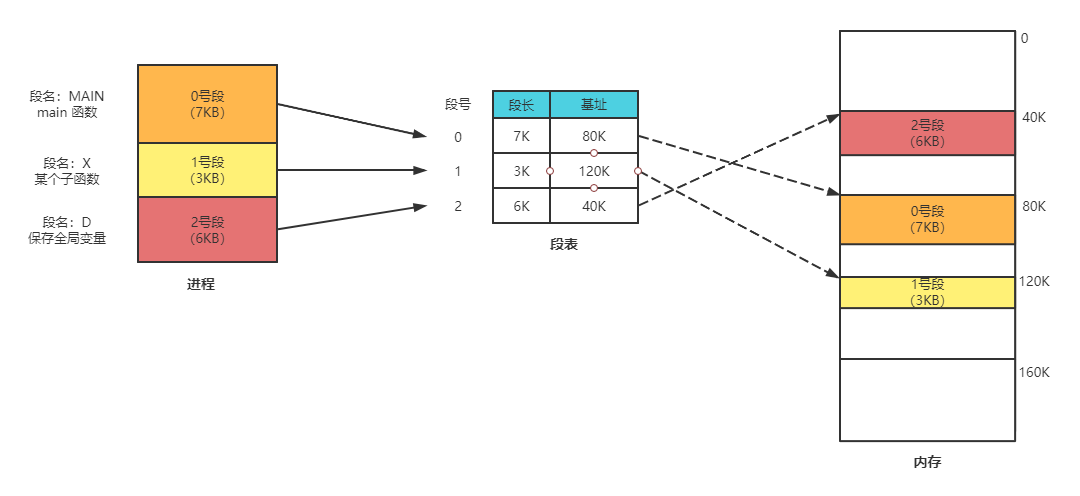 段名：MAIN
main 函数
段名：X
某个子函数
段名：D
保存全局变量
0号段
（7KB）
1号段
（3KB）
2号段
（6KB）
进程
段号
0
1
2
段长 基址
7K 80K
3K 120K
6K 40K
段表
0
40K
80K
120K
160K
2号段
（6KB）
0号段
（7KB）
1号段
（3KB）
内存